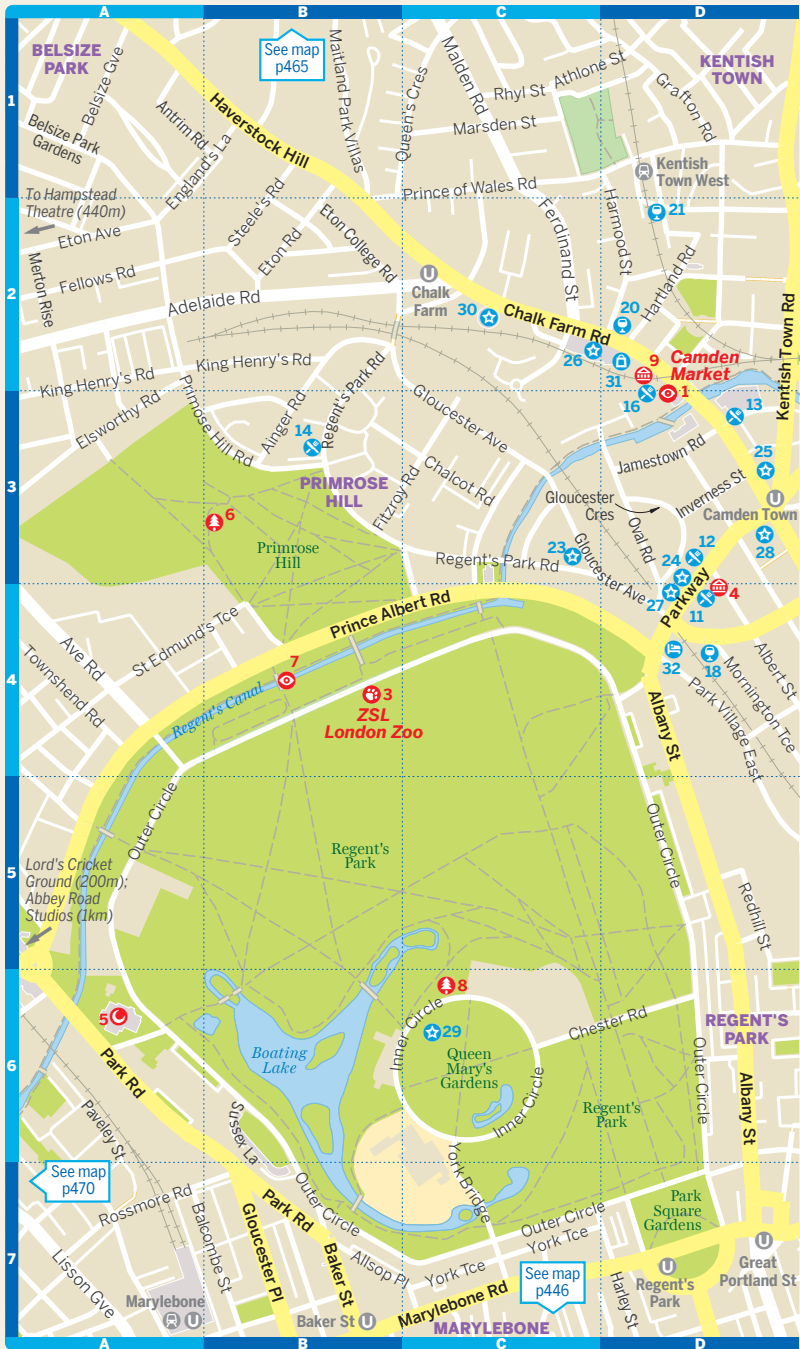 A B C D
BELSIZE
PARK
See map
p465
KENTISH
TOWN
1
Belsize Gve
Maitland Park Villas
Queen's Cres
Malden Rd
Rhyl St
Athlone St
Grafton Rd
Marsden St
Belsize Park
Gardens
Antrim Rd
England's La
Haverstock Hill
Prince of Wales Rd
Kentish
Town West
To Hampstead
Theatre (440m)
21
Steele's Rd
Eton Rd
Eton College Rd
Ferdinand St
Harmood St
Hartland Rd
Eton Ave
Fellows Rd
Merton Rise
2
Adelaide Rd
Chalk
Farm
30
Chalk Farm Rd
20
26
31
9
Camden
Market
1
16
13
Kentish Town Rd
King Henry's Rd
King Henry's Rd
Elsworthy Rd
Primose Hill Rd
Ainger Rd
Regent's Park Rd
14
Gloucester Ave
Jamestown Rd
25
Inverness St
Camden Town
3
PRIMROSE
HILL
Fitzroy Rd
Chalcot Rd
Gloucester
Cres
Oval Rd
6
Primrose
Hill
Regent's Park Rd
23
Gloucester Ave
24
12
28
27
Parkway
11
4
Prince Albert Rd
St Edmund's Tce
Ave Rd
Townshend Rd
4
7
Regent's Canal
3
ZSL
London Zoo
32
18
Albert St
Mornington Tce
Park Village East
Albany St
Outer Circle
Outer Circle
5
Regent's
Park
Lord's Cricket
Ground (200m);
Abbey Road
Studios (1km)
Redhill St
8
5
Inner Circle
29
Chester Rd
REGENT'S
PARK
6
Boating
Lake
Queen
Mary's
Gardens
Outer Circle
Park Rd
Albany St
Inner Circle
Regent's
Park
Paveley St
Sussex La
See map
p470
York Bridge
Rossmore Rd
Park Rd
Outer Circle
Park
Square
Gardens
7
Balcombe St
Gloucester Pl
Baker St
Allsop Pl
Outer Circle
York Tce
York Tce
Great
Portland St
Lisson Gve
See map
p446
Regent's
Park
Harley St
Marylebone
Baker St
Marylebone Rd
MARYLEBONE
A B C D